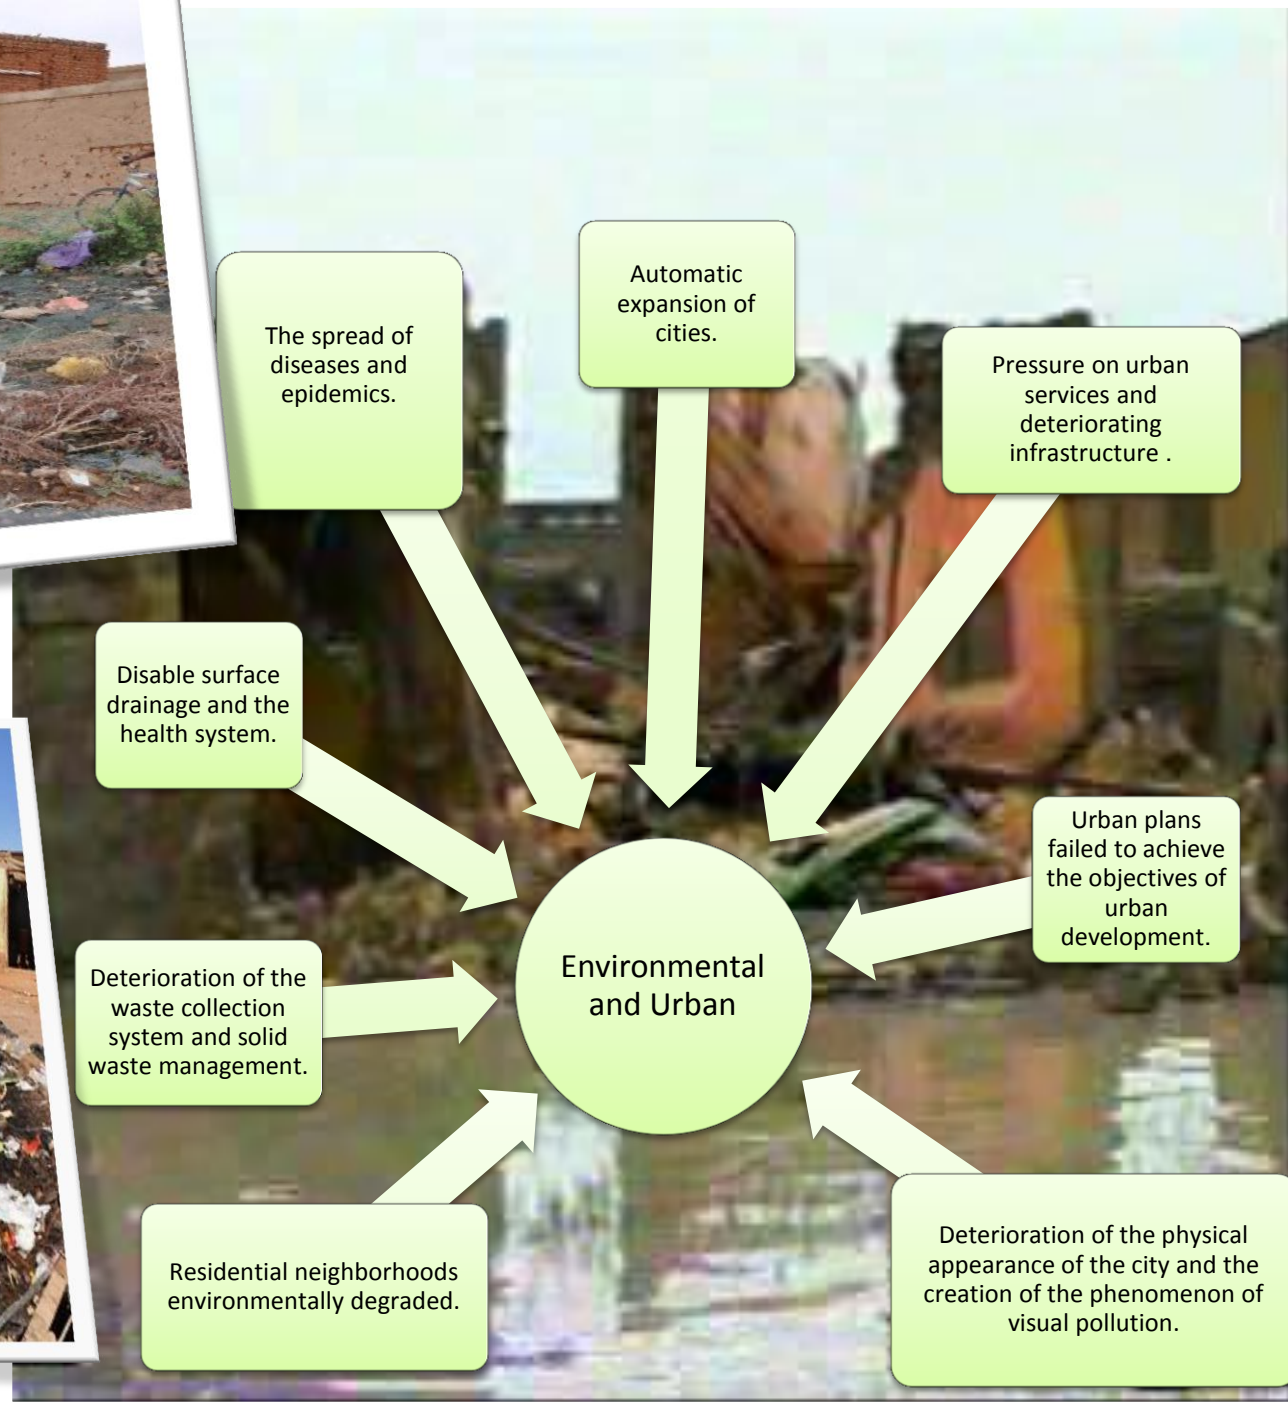 Automatic
expansion of
cities.
The spread of
diseases and
epidemics.
Pressure on urban
services and
deteriorating
infrastructure .
Disable surface
drainage and the
health system.
Urban plans
failed to achieve
the objectives of
urban
development.
Environmental
and Urban
Deterioration of the
waste collection
system and solid
waste management.
Residential neighborhoods
environmentally degraded.
Deterioration of the physical
appearance of the city and the
creation of the phenomenon of
visual pollution.